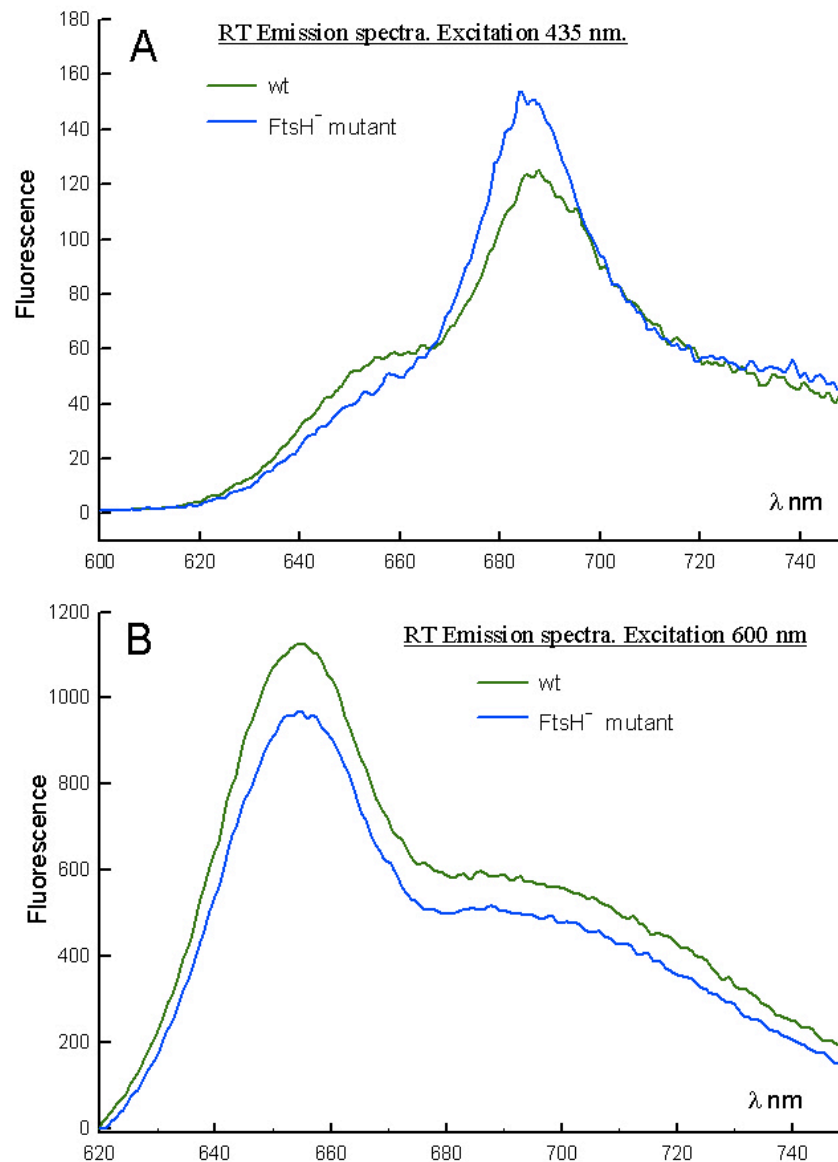 A
RT Emission spectra. Excitation 435 nm.
wt
FtsH⁻ mutant
Fluorescence
180
160
140
120
100
80
60
40
20
0
λ nm
600 620 640 660 680 700 720 740
B
RT Emission spectra. Excitation 600 nm
wt
FtsH⁻ mutant
Fluorescence
1200
1000
800
600
400
200
0
λ nm
620 640 660 680 700 720 740